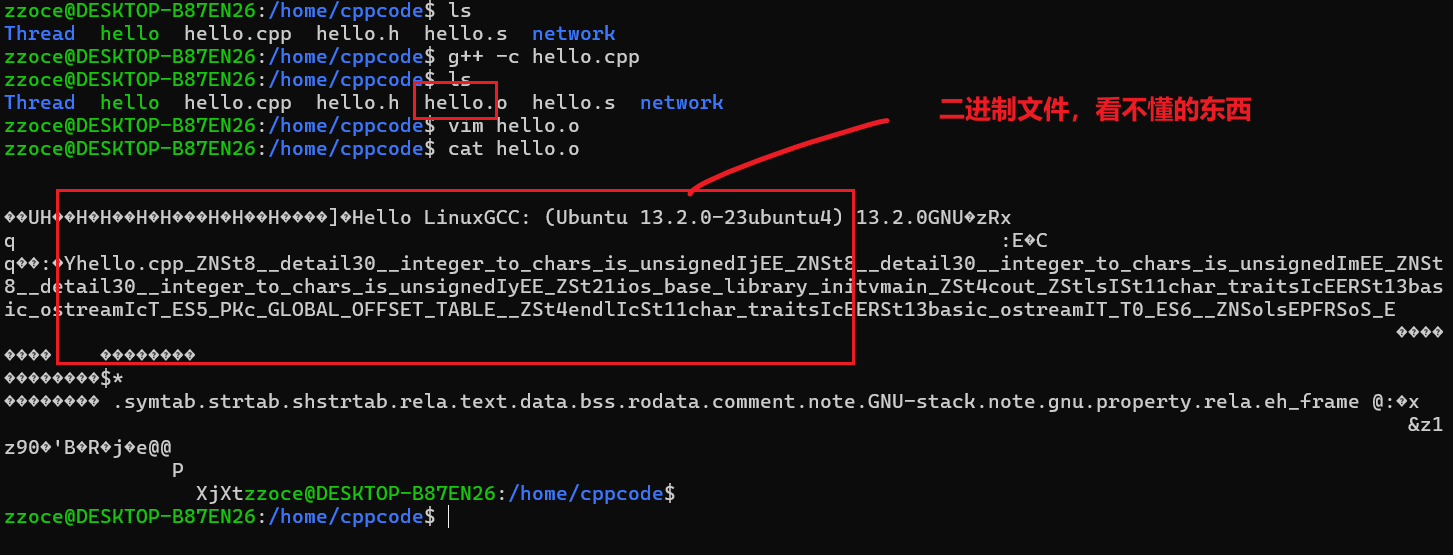 zzoce@DESKTOP-B87EN26:/home/cppcode$ ls
Thread  hello  hello.cpp  hello.h  hello.s  network
zzoce@DESKTOP-B87EN26:/home/cppcode$ g++ -c hello.cpp
zzoce@DESKTOP-B87EN26:/home/cppcode$ ls
Thread  hello  hello.cpp  hello.h  hello.o  hello.s  network
二进制文件，看不懂的东西
zzoce@DESKTOP-B87EN26:/home/cppcode$ vim hello.o
zzoce@DESKTOP-B87EN26:/home/cppcode$ cat hello.o
��UH��H�H��H�H���H�H��H����]�Hello LinuxGCC: (Ubuntu 13.2.0-23ubuntu4) 13.2.0GNU�zRx
q :E�C
q��:�Yhello.cpp_ZNSt8__detail30__integer_to_chars_is_unsignedIjEE_ZNSt8__detail30__integer_to_chars_is_unsignedImEE_ZNSt
8__detail30__integer_to_chars_is_unsignedIyEE_ZSt21ios_base_library_initvmain_ZSt4cout_ZStlsISt11char_traitsIcEERSt13bas
ic_ostreamIcT_ES5_PKc_GLOBAL_OFFSET_TABLE__ZSt4endlIcSt11char_traitsIcEERSt13basic_ostreamIT_T0_ES6__ZNSolsEPFRSoS_E
����
����    ��������
��������$*
�������� .symtab.strtab.shstrtab.rela.text.data.bss.rodata.comment.note.GNU-stack.note.gnu.property.rela.eh_frame @:�x
&z1
z90�'B�R�j�e@@
P
XjXtzzoce@DESKTOP-B87EN26:/home/cppcode$
zzoce@DESKTOP-B87EN26:/home/cppcode$